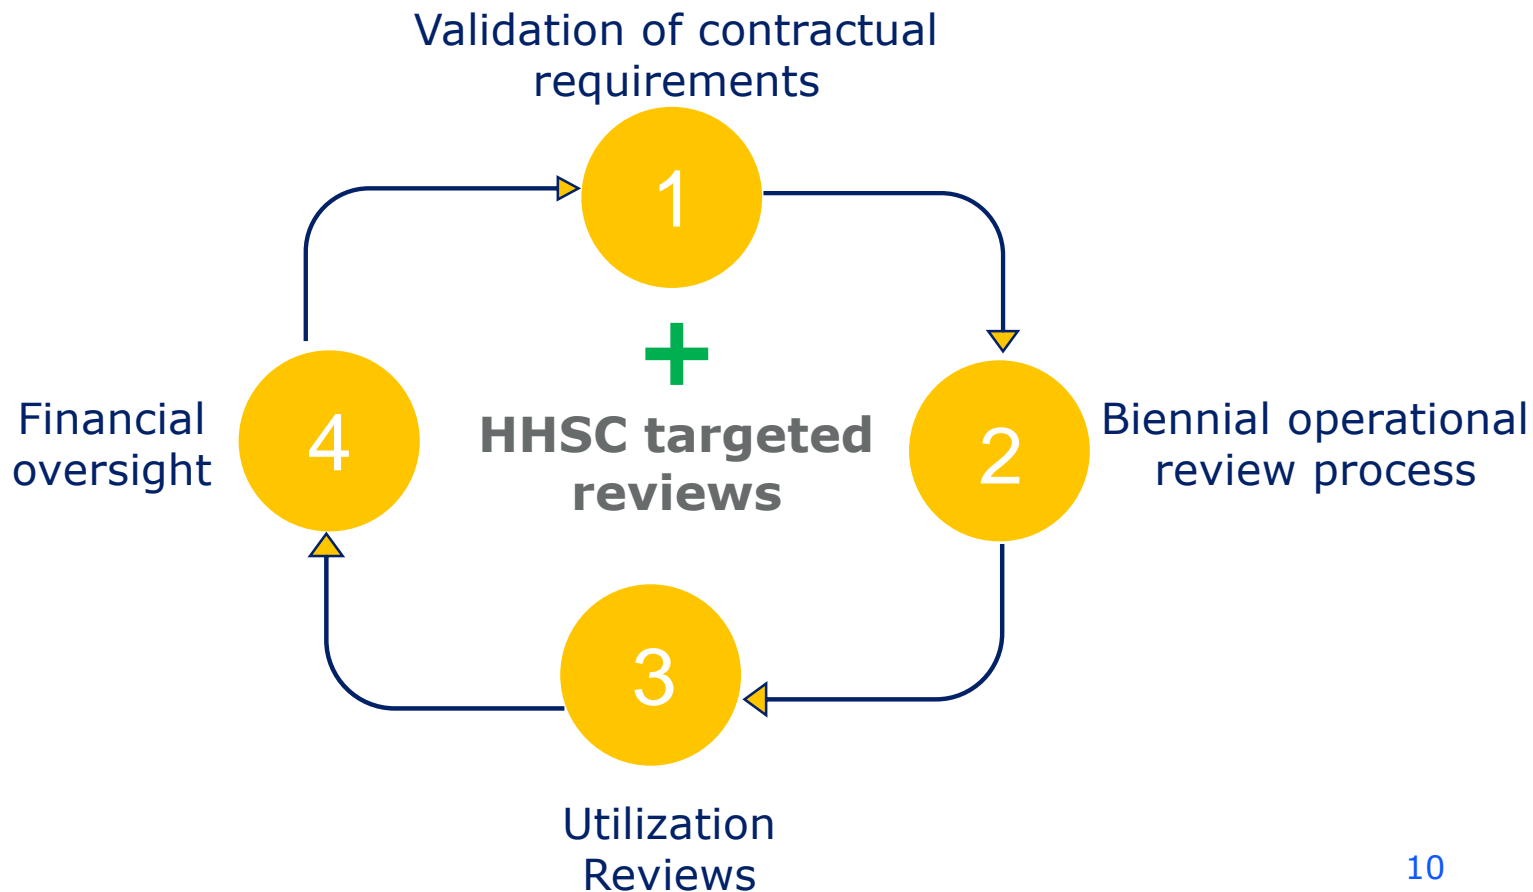 Validation of contractual
requirements
1
+
HHSC targeted
reviews
Financial
oversight
4
2
Biennial operational
review process
3
Utilization
Reviews
10